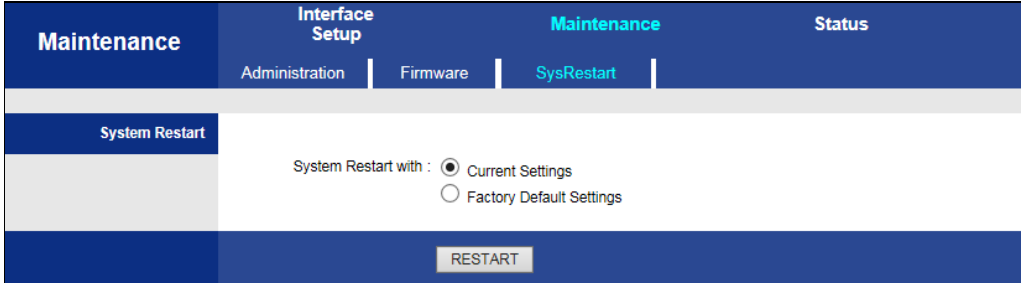 Maintenance
Interface
Setup
Maintenance
Status
Administration
Firmware
SysRestart
System Restart
System Restart with :
Current Settings
Factory Default Settings
RESTART